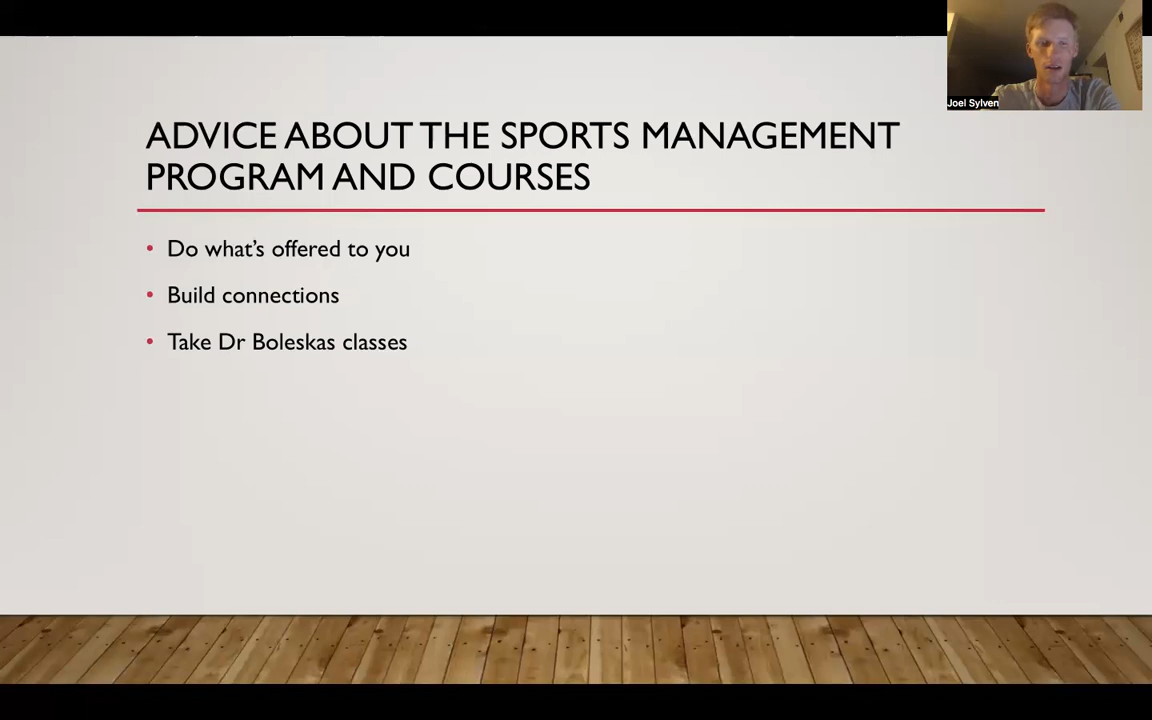 Joel Sylven
ADVICE ABOUT THE SPORTS MANAGEMENT
PROGRAM AND COURSES
• Do what’s offered to you
• Build connections
• Take Dr Boleskas classes